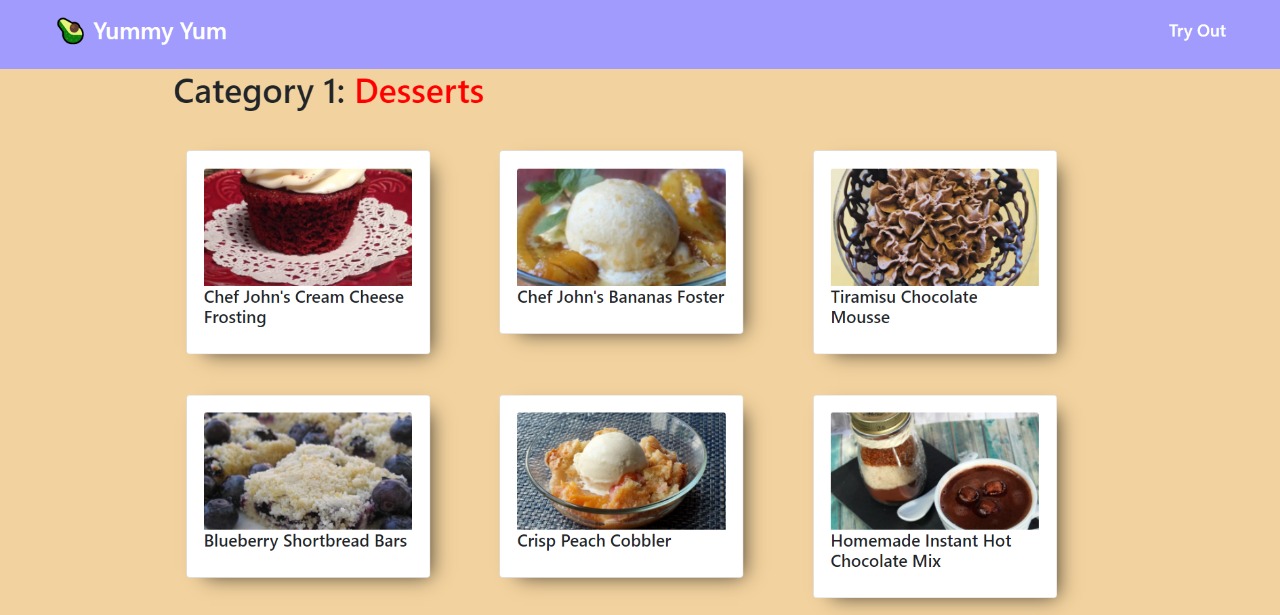 Yummy Yum
Try Out
Category 1: Desserts
Chef John's Cream Cheese
Frosting
Chef John's Bananas Foster
Tiramisu Chocolate
Mousse
Blueberry Shortbread Bars
Crisp Peach Cobbler
Homemade Instant Hot
Chocolate Mix